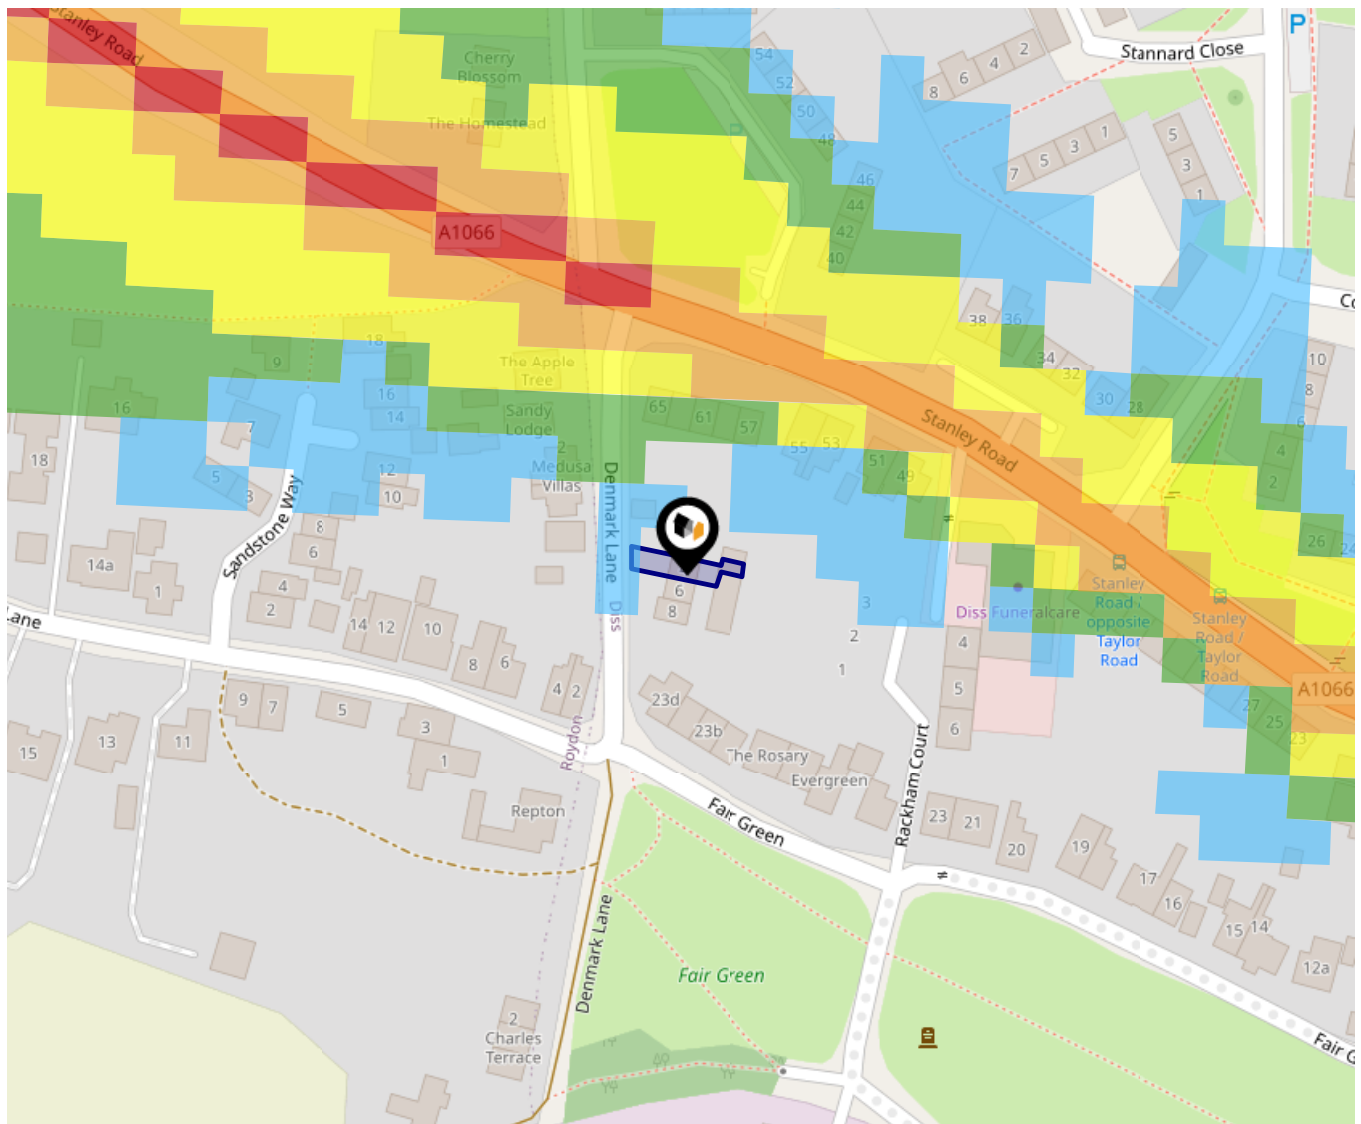 Stanley Road
Cherry
Blossom
The Homestead
54
52
50
48
46
44
42
40
8
6
4
2
Stannard Close
P
7
5
3
1
5
3
1
A1066
38
36
34
32
30
28
10
8
6
4
2
26
24
Co
18
16
14
12
10
9
7
5
3
16
18
The Apple
Tree
Sandy
Lodge
2
Medusa
Villas
65
61
57
55
53
51
49
Stanley Road
Denmark Lane
Diss
Sandstone Way
8
6
4
2
14a
1
14
12
10
8
6
4
2
6
8
3
2
1
Diss Funeralcare
4
5
6
Stanley
Road /
opposite
Taylor
Road
Stanley
Road /
Taylor
Road
A1066
27
25
23
Lane
15
13
11
9
7
5
3
1
Repton
Roydon
23d
23b
The Rosary
Evergreen
Fair Green
Rackham Court
23
21
20
19
17
16
15
14
12a
Denmark Lane
Fair Green
2
Charles
Terrace
Fair G